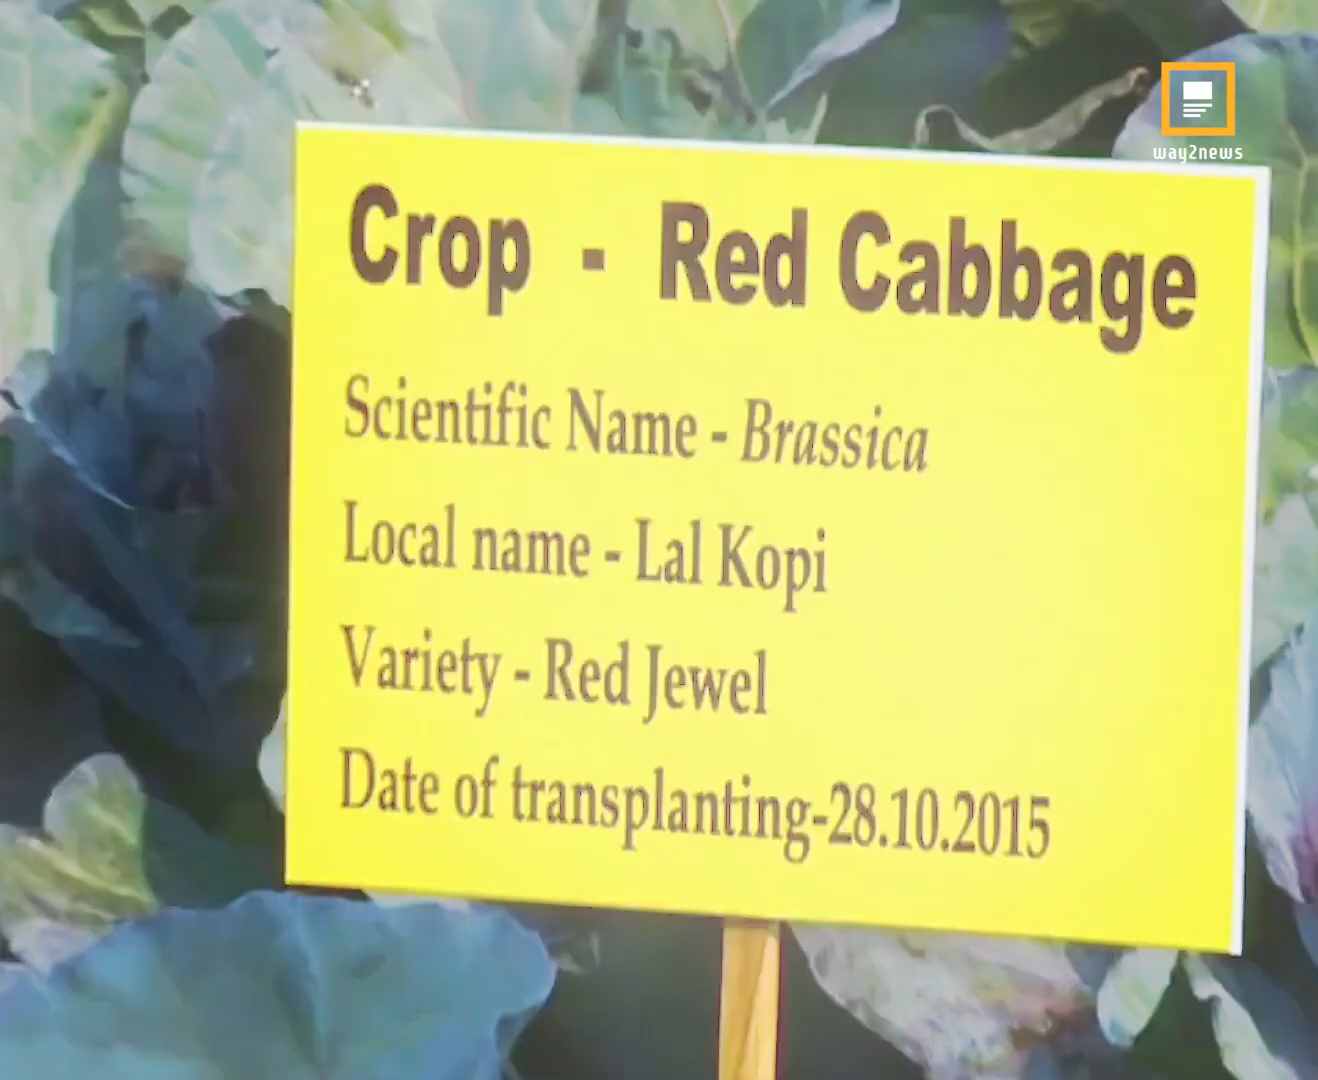 way2news
Crop - Red Cabbage
Scientific Name - Brassica
Local name - Lal Kopi
Variety - Red Jewel
Date of transplanting-28.10.2015